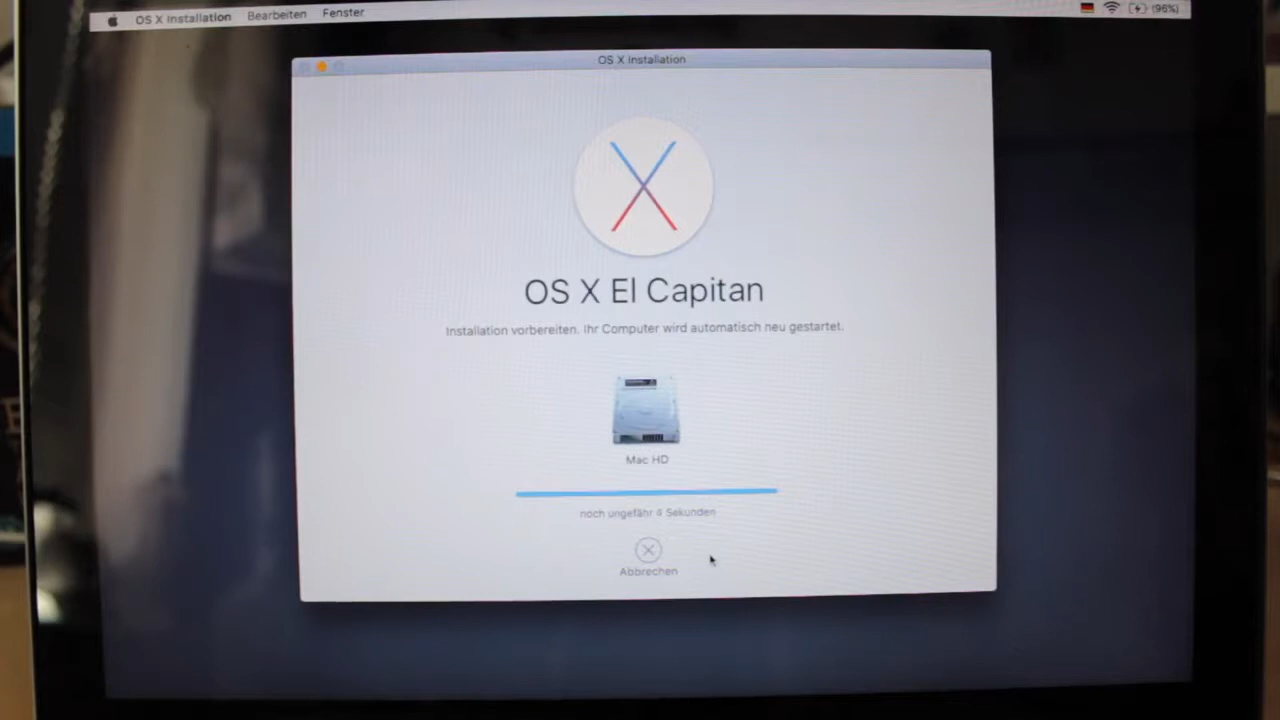 OS X Installation Bearbeiten Fenster (96%)
OS X Installation
OS X El Capitan
Installation vorbereiten. Ihr Computer wird automatisch neu gestartet.
Mac HD
noch ungefähr 4 Sekunden
Abbrechen